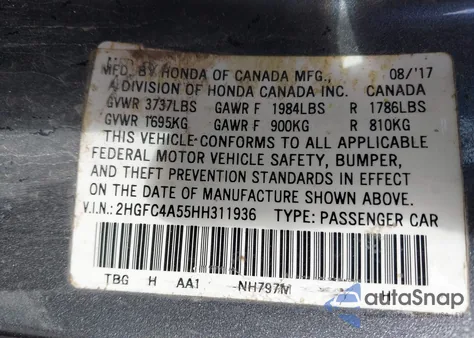 MFD. BY HONDA OF CANADA MFG., 08/'17
A DIVISION OF HONDA CANADA INC. CANADA
GVWR 3737LBS GAWR F 1984LBS R 1786LBS
GVWR 1695KG GAWR F 900KG R 810KG
THIS VEHICLE CONFORMS TO ALL APPLICABLE
FEDERAL MOTOR VEHICLE SAFETY, BUMPER,
AND THEFT PREVENTION STANDARDS IN EFFECT
ON THE DATE OF MANUFACTURE SHOWN ABOVE.
V.I.N.: 2HGFC4A55HH311936 TYPE: PASSENGER CAR
TBG H AA1 NH797M
autoSnap